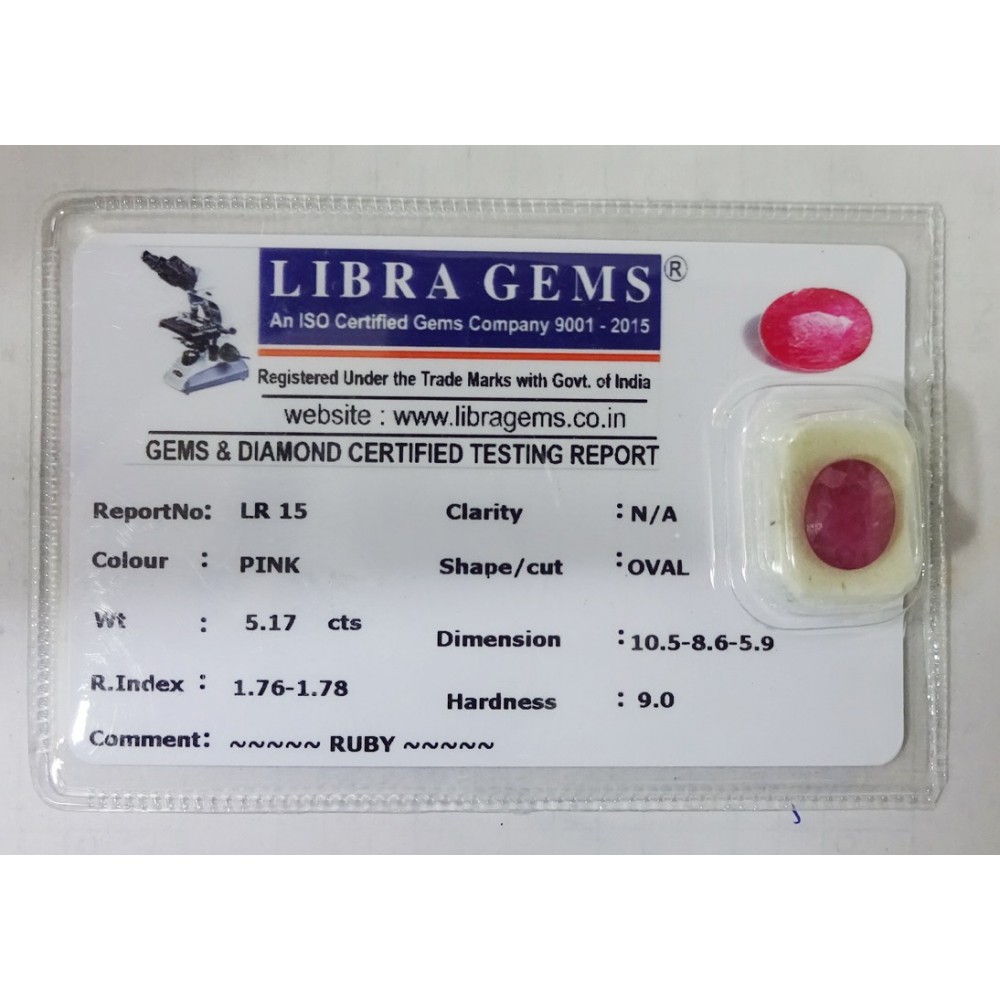 LIBRA GEMS ®
An ISO Certified Gems Company 9001 - 2015
Registered Under the Trade Marks with Govt. of India
website : www.libragems.co.in
GEMS & DIAMOND CERTIFIED TESTING REPORT
ReportNo: LR 15 Clarity : N/A
Colour : PINK Shape/cut : OVAL
Wt : 5.17 cts Dimension : 10.5-8.6-5.9
R.Index : 1.76-1.78 Hardness : 9.0
Comment: ~~~~~ RUBY ~~~~~